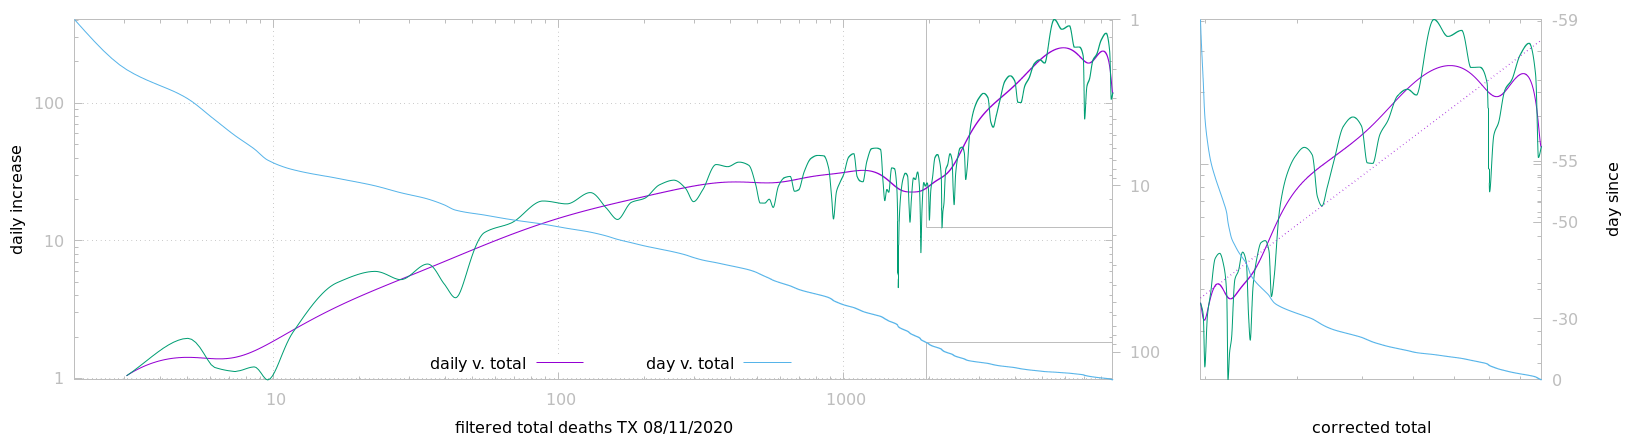 daily increase
100
10
1
daily v. total
day v. total
10
100
1000
1
10
100
filtered total deaths TX 08/11/2020
-59
-55
-50
-30
0
day since
corrected total